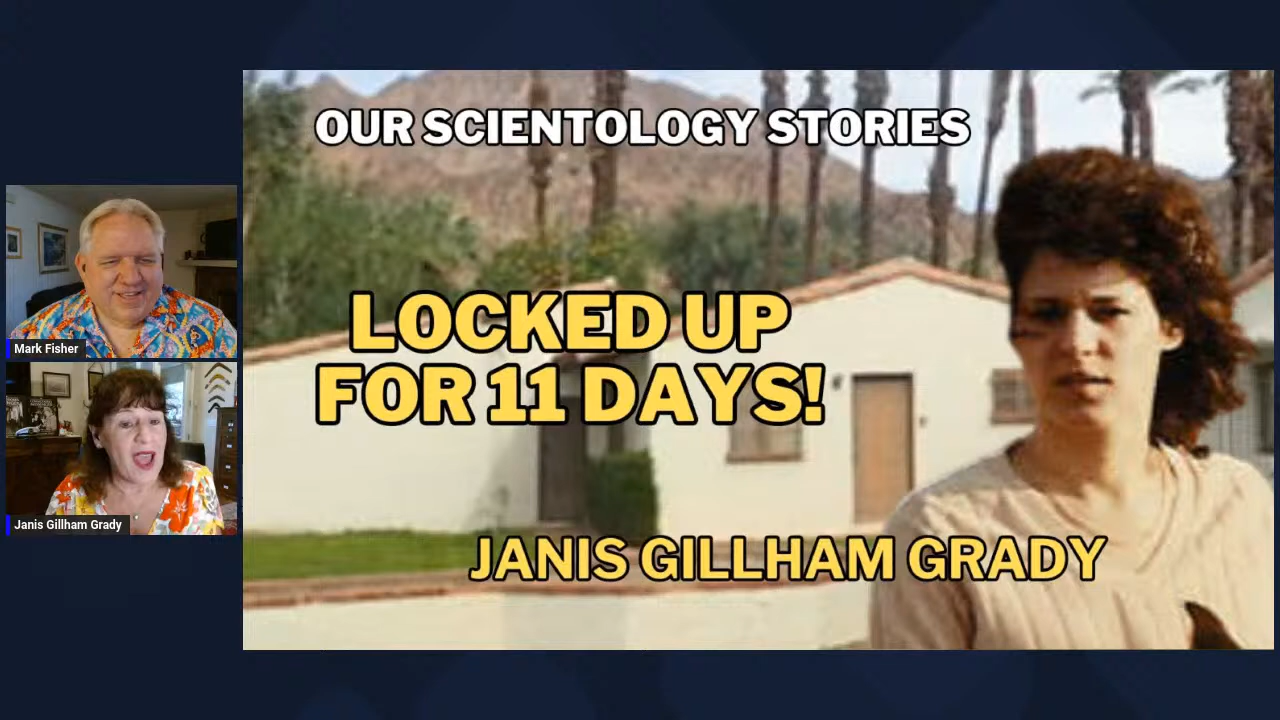 OUR SCIENTOLOGY STORIES
LOCKED UP
FOR 11 DAYS!
JANIS GILLHAM GRADY
Mark Fisher
Janis Gillham Grady